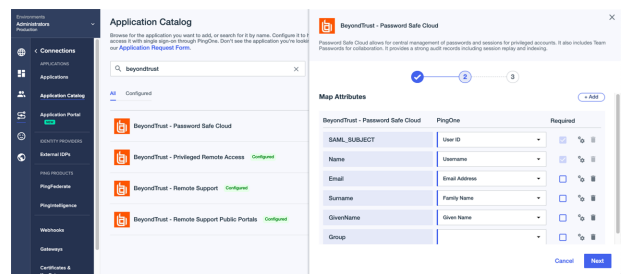 Environments
Administrators
Production
Connections
APPLICATIONS
Applications
Application Catalog
Application Portal
NEW
IDENTITY PROVIDERS
External IDPs
PING PRODUCTS
PingFederate
PingIntelligence
Webhooks
Gateways
Certificates &
Application Catalog
Browse for the application you want to add, or search for it by name. Configure it to
access it with single sign-on through PingOne. Don't see the application you're look
our Application Request Form.
beyondtrust
All Configured
BeyondTrust - Password Safe Cloud
BeyondTrust - Privileged Remote Access Configured
BeyondTrust - Remote Support Configured
BeyondTrust - Remote Support Public Portals Configured
BeyondTrust - Password Safe Cloud
Password Safe Cloud allows for central management of passwords and sessions for privileged accounts. It also includes Team
Passwords for collaboration. It provides a strong audit records including session replay and indexing.
2 3
Map Attributes + Add
BeyondTrust - Password Safe Cloud PingOne Required
SAML_SUBJECT User ID
Name Username
Email Email Address
Surname Family Name
GivenName Given Name
Group
Cancel Next